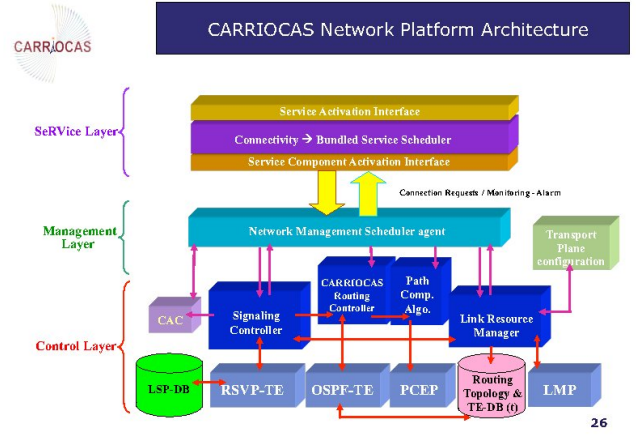 CARRIOCAS Network Platform Architecture
CARRIOCAS
SeRVice Layer
Service Activation Interface
Connectivity → Bundled Service Scheduler
Service Component Activation Interface
Connection Requests / Monitoring - Alarm
Management
Layer
Network Management Scheduler agent
Transport
Plane
configuration
Control Layer
CAC
Signaling
Controller
CARRIOCAS
Routing
Controller
Path
Comp.
Algo.
Link Resource
Manager
LSP-DB
RSVP-TE
OSPF-TE
PCEP
Routing
Topology &
TE-DB (t)
LMP
26